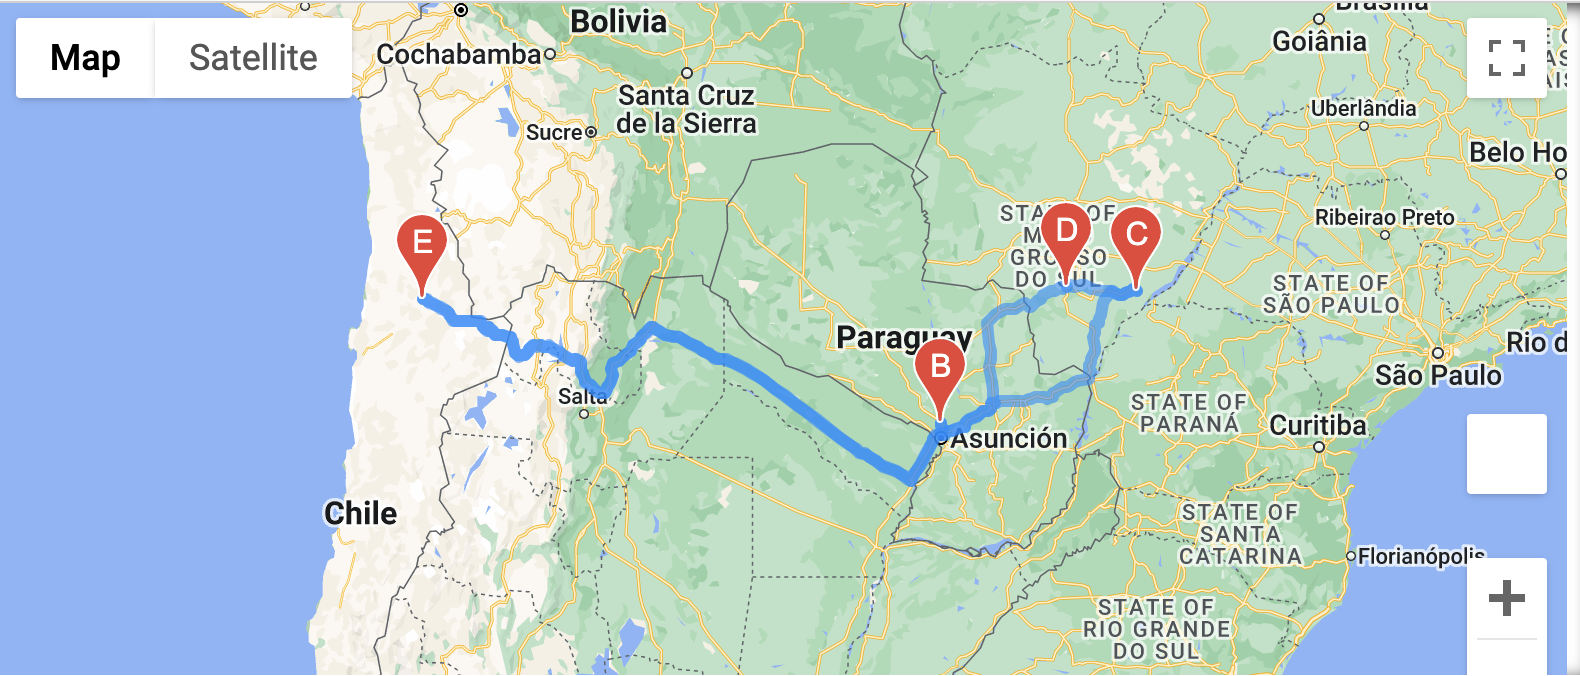 Map
Satellite
Bolivia
Brasília
Cochabamba
Goiânia
Santa Cruz
de la Sierra
Sucre
Uberlândia
Belo Ho
STATE OF
M
GRO SO
DO SUL
D
C
E
Ribeirao Preto
STATE OF
SÃO PAULO
Paraguay
B
Rio d
São Paulo
Salta
STATE OF
PARANÁ
Curitiba
Asunción
Chile
STATE OF
SANTA
CATARINA
Florianópolis
STATE OF
RIO GRANDE
DO SUL
+